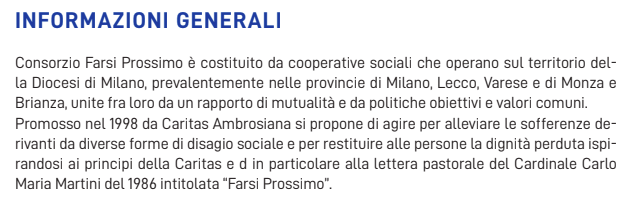 INFORMAZIONI GENERALI
Consorzio Farsi Prossimo è costituito da cooperative sociali che operano sul territorio del-
la Diocesi di Milano, prevalentemente nelle provincie di Milano, Lecco, Varese e di Monza e
Brianza, unite fra loro da un rapporto di mutualità e da politiche obiettivi e valori comuni.
Promosso nel 1998 da Caritas Ambrosiana si propone di agire per alleviare le sofferenze de-
rivanti da diverse forme di disagio sociale e per restituire alle persone la dignità perduta ispi-
randosi ai principi della Caritas e d in particolare alla lettera pastorale del Cardinale Carlo
Maria Martini del 1986 intitolata “Farsi Prossimo”.